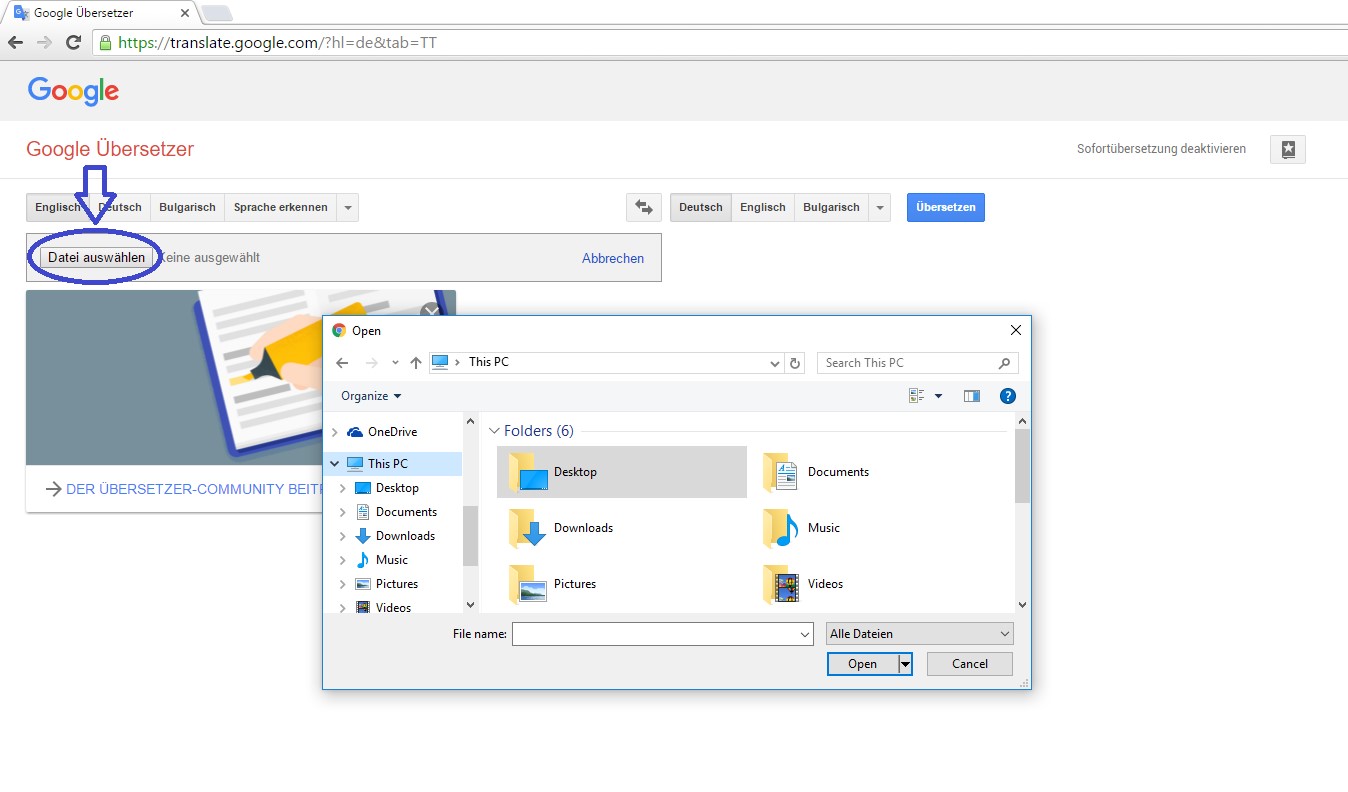 Google Übersetzer
https://translate.google.com/?hl=de&tab=TT
Google
Google Übersetzer
Sofortübersetzung deaktivieren
Englisch Deutsch Bulgarisch Sprache erkennen
Deutsch Englisch Bulgarisch Übersetzen
Datei auswählen Keine ausgewählt Abbrechen
DER ÜBERSETZER-COMMUNITY
Open
This PC
Search This PC
Organize
OneDrive
This PC
Desktop
Documents
Downloads
Music
Pictures
Videos
Folders (6)
Desktop
Documents
Downloads
Music
Pictures
Videos
File name:
Alle Dateien
Open
Cancel